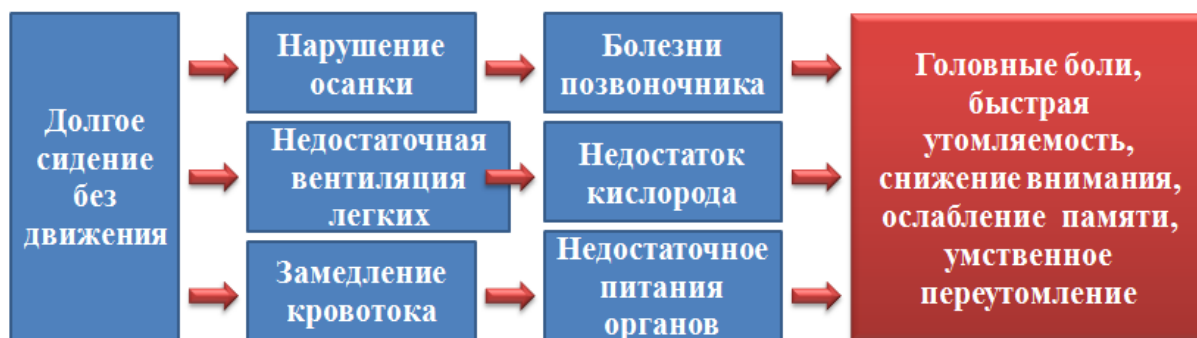 Долгое
сидение
без
движения
Нарушение
осанки
Болезни
позвоночника
Недостаточная
вентиляция
легких
Недостаток
кислорода
Замедление
кровотока
Недостаточное
питания
органов
Головные боли,
быстрая
утомляемость,
снижение внимания,
ослабление памяти,
умственное
переутомление